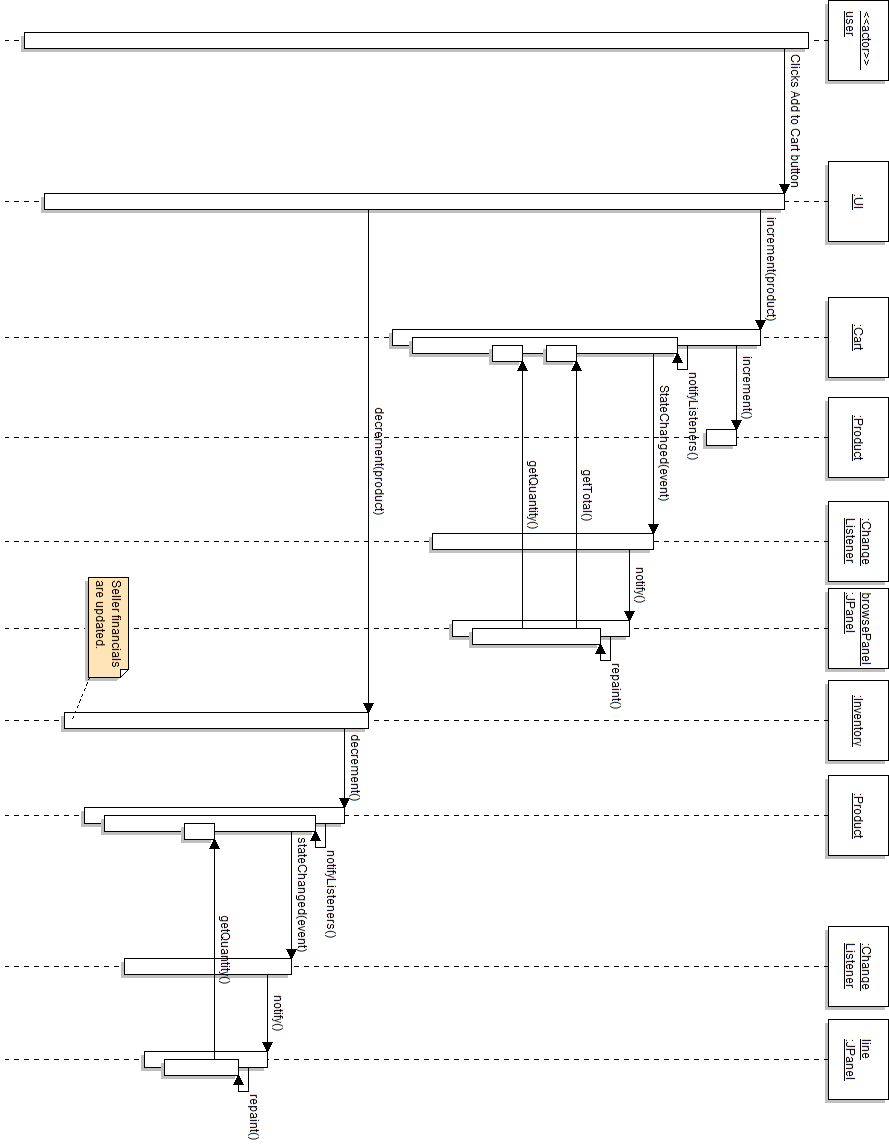 <<actor>>
user
:UI
:Cart
:Product
:Change
Listener
browsePanel
:JPanel
:Inventory
:Product
:Change
Listener
line
:JPanel
Clicks Add to Cart button
increment(product)
increment()
notifyListeners()
StateChanged(event)
notify()
repaint()
getTotal()
getQuantity()
decrement(product)
decrement()
notifyListeners()
stateChanged(event)
notify()
repaint()
getQuantity()
Seller financials
are updated.